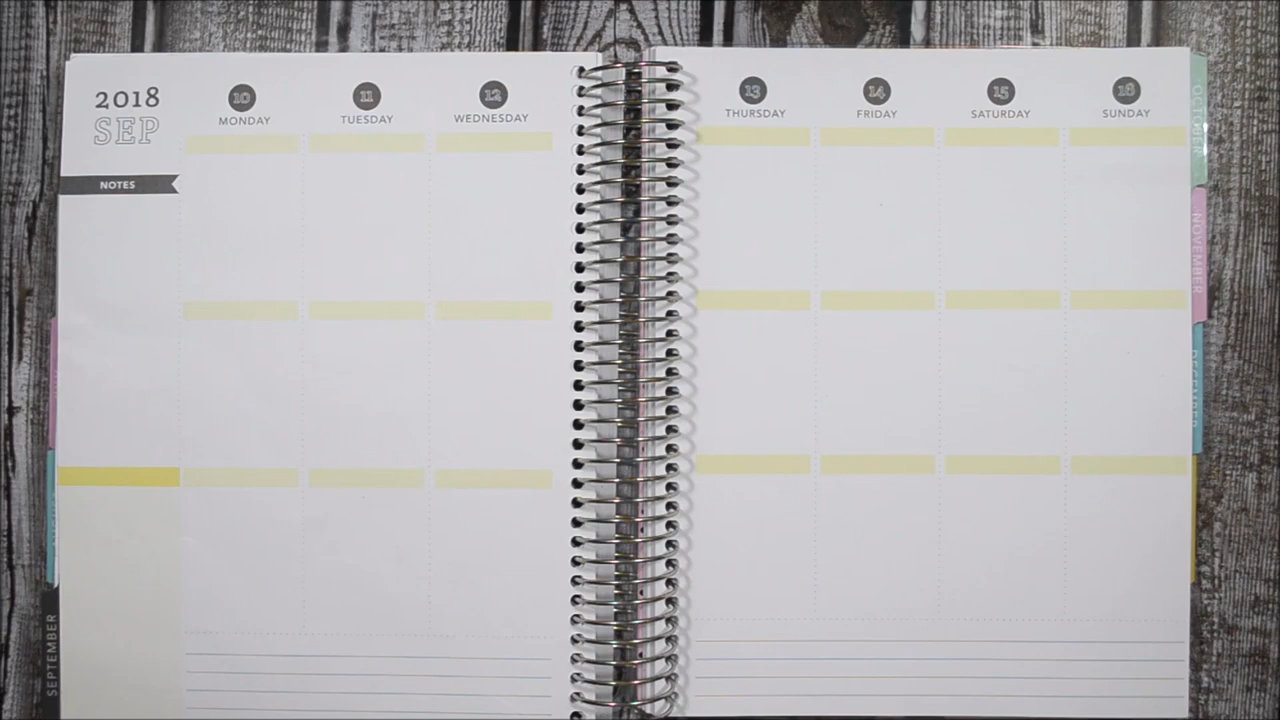 2018
SEP
NOTES
10
MONDAY
11
TUESDAY
12
WEDNESDAY
13
THURSDAY
14
FRIDAY
15
SATURDAY
16
SUNDAY
OCTOBER
NOVEMBER
DECEMBER
SEPTEMBER